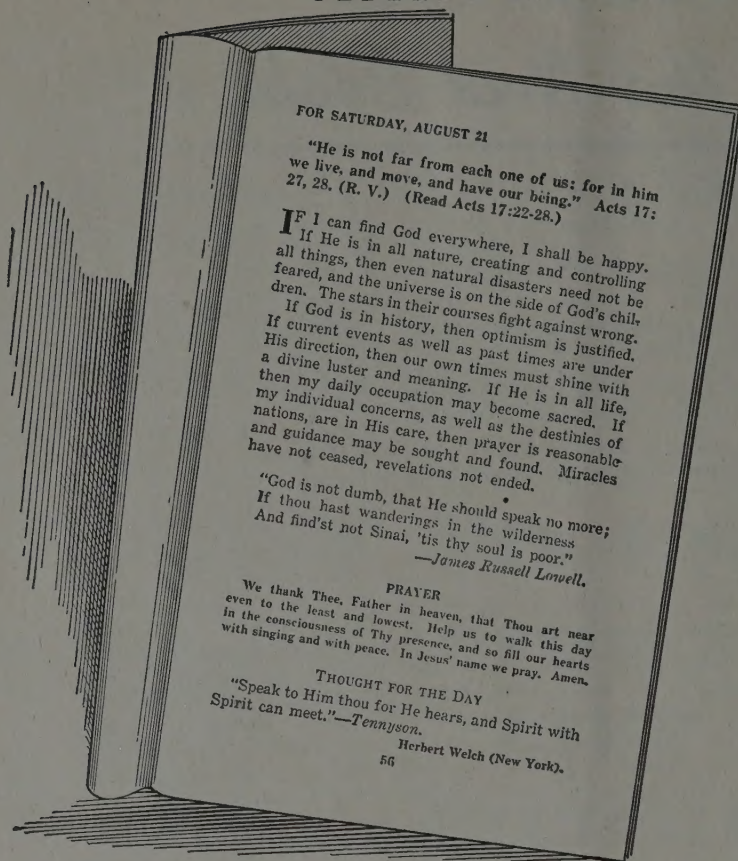 FOR SATURDAY, AUGUST 21
"He is not far from each one of us: for in him
we live, and move, and have our being." Acts 17:
27, 28. (R. V.) (Read Acts 17:22-28.)
IF I can find God everywhere, I shall be happy.
If He is in all nature, creating and controlling
all things, then even natural disasters need not be
feared, and the universe is on the side of God's chil-
dren. The stars in their courses fight against wrong.
If God is in history, then optimism is justified.
If current events as well as past times are under
His direction, then our own times must shine with
a divine luster and meaning. If He is in all life,
then my daily occupation may become sacred. If
my individual concerns, as well as the destinies of
nations, are in His care, then prayer is reasonable
and guidance may be sought and found. Miracles
have not ceased, revelations not ended.
"God is not dumb, that He should speak no more;
If thou hast wanderings in the wilderness
And find'st not Sinai, 'tis thy soul is poor."
—James Russell Lowell.
PRAYER
We thank Thee, Father in heaven, that Thou art near
even to the least and lowest. Help us to walk this day
in the consciousness of Thy presence, and so fill our hearts
with singing and with peace. In Jesus' name we pray. Amen.
THOUGHT FOR THE DAY
"Speak to Him thou for He hears, and Spirit with
Spirit can meet."—Tennyson.
Herbert Welch (New York).
56